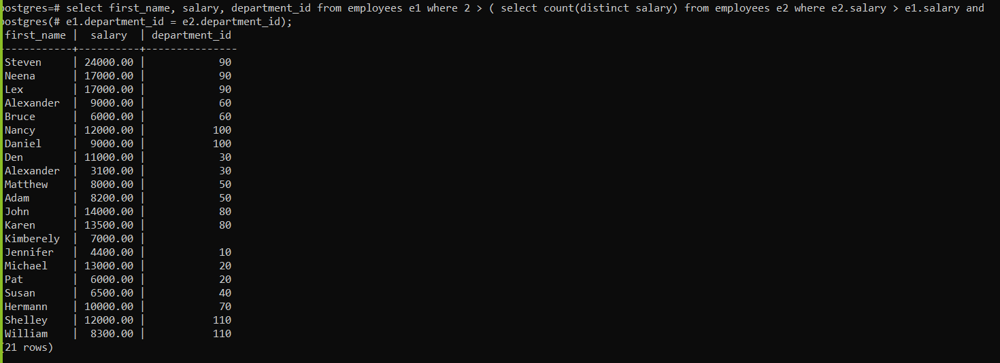 postgres=# select first_name, salary, department_id from employees e1 where 2 > ( select count(distinct salary) from employees e2 where e2.salary > e1.salary and
postgres(# e1.department_id = e2.department_id);
first_name | salary | department_id
-----------+----------+---------------
Steven | 24000.00 | 90
Neena | 17000.00 | 90
Lex | 17000.00 | 90
Alexander | 9000.00 | 60
Bruce | 6000.00 | 60
Nancy | 12000.00 | 100
Daniel | 9000.00 | 100
Den | 11000.00 | 30
Alexander | 3100.00 | 30
Matthew | 8000.00 | 50
Adam | 8200.00 | 50
John | 14000.00 | 80
Karen | 13500.00 | 80
Kimberely | 7000.00 |
Jennifer | 4400.00 | 10
Michael | 13000.00 | 20
Pat | 6000.00 | 20
Susan | 6500.00 | 40
Hermann | 10000.00 | 70
Shelley | 12000.00 | 110
William | 8300.00 | 110
(21 rows)